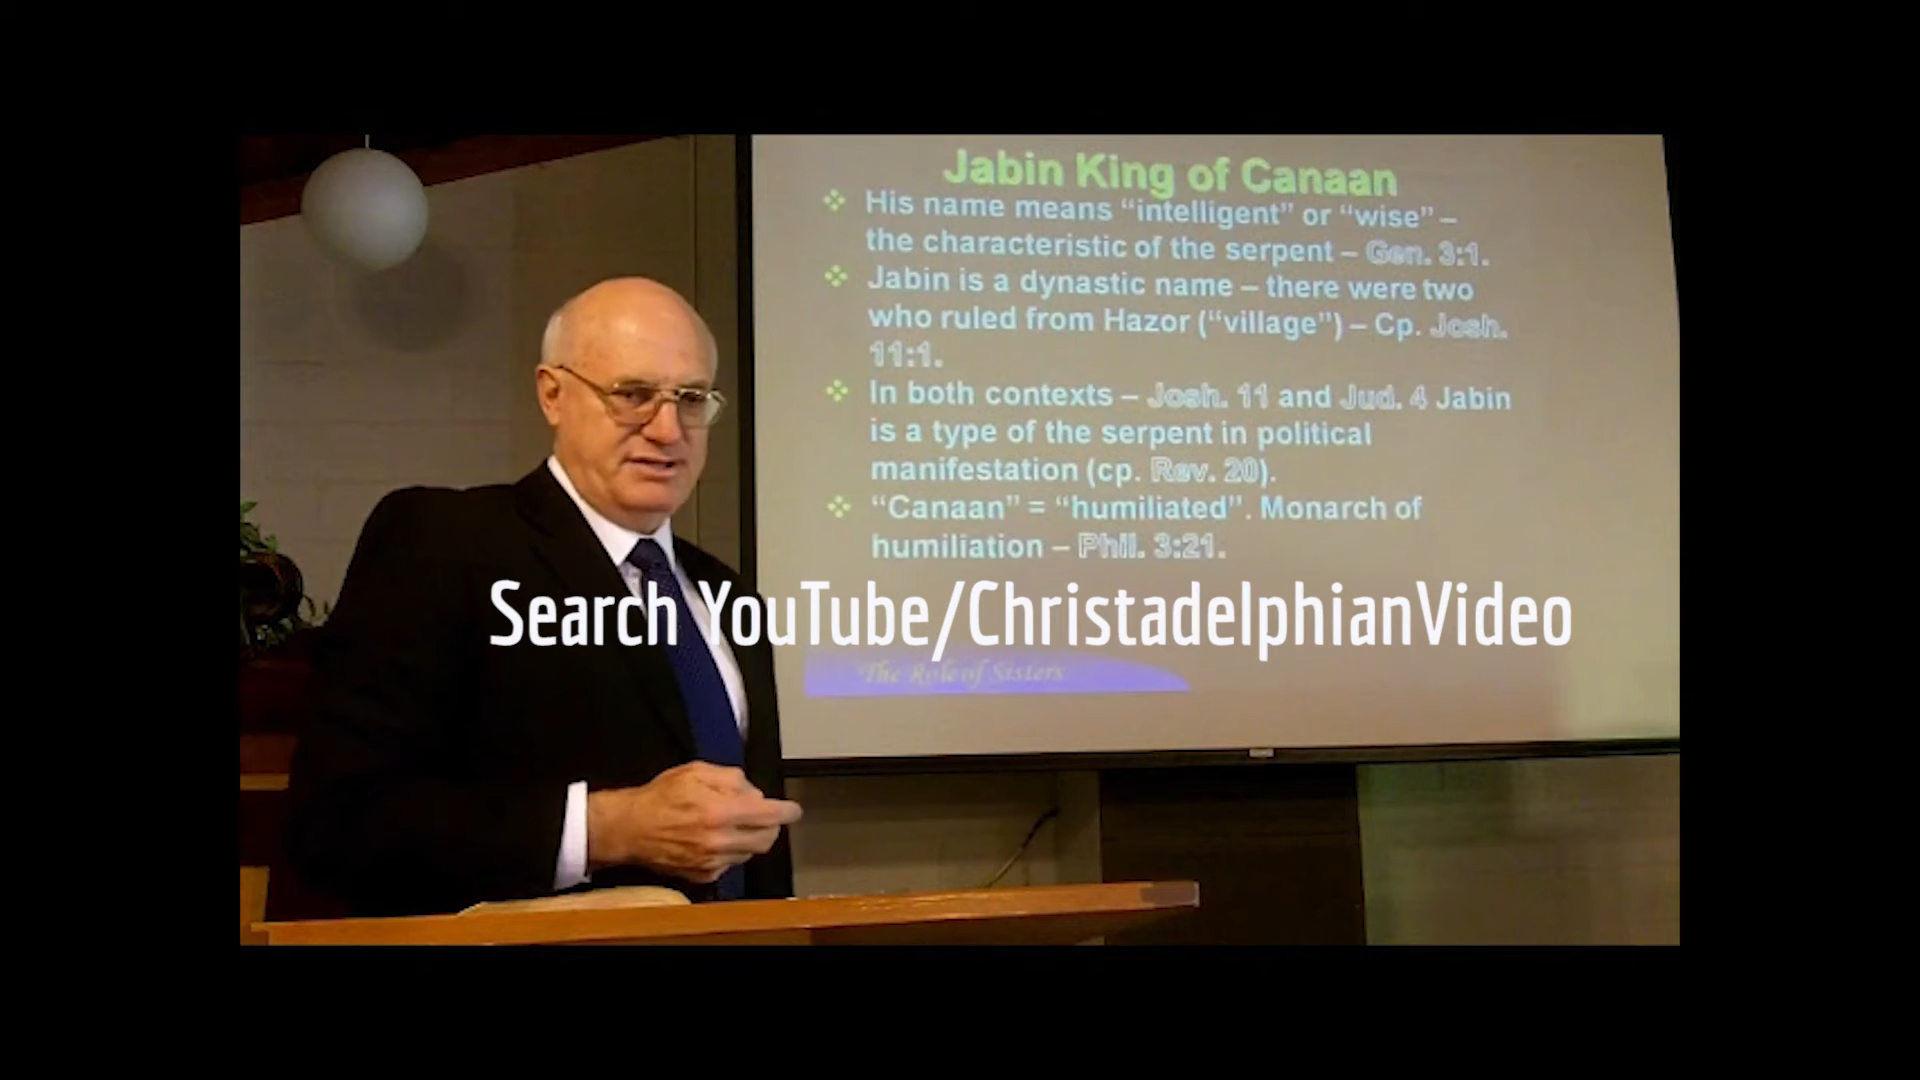 Jabin King of Canaan
❖ His name means “intelligent” or “wise” –
the characteristic of the serpent – Gen. 3:1.
❖ Jabin is a dynastic name – there were two
who ruled from Hazor (“village”) – Cp. Josh.
11:1.
❖ In both contexts – Josh. 11 and Jud. 4 Jabin
is a type of the serpent in political
manifestation (cp. Rev. 20).
❖ “Canaan” = “humiliated”. Monarch of
humiliation – Phil. 3:21.
Search YouTube/ChristadelphianVideo
The Role of Sisters